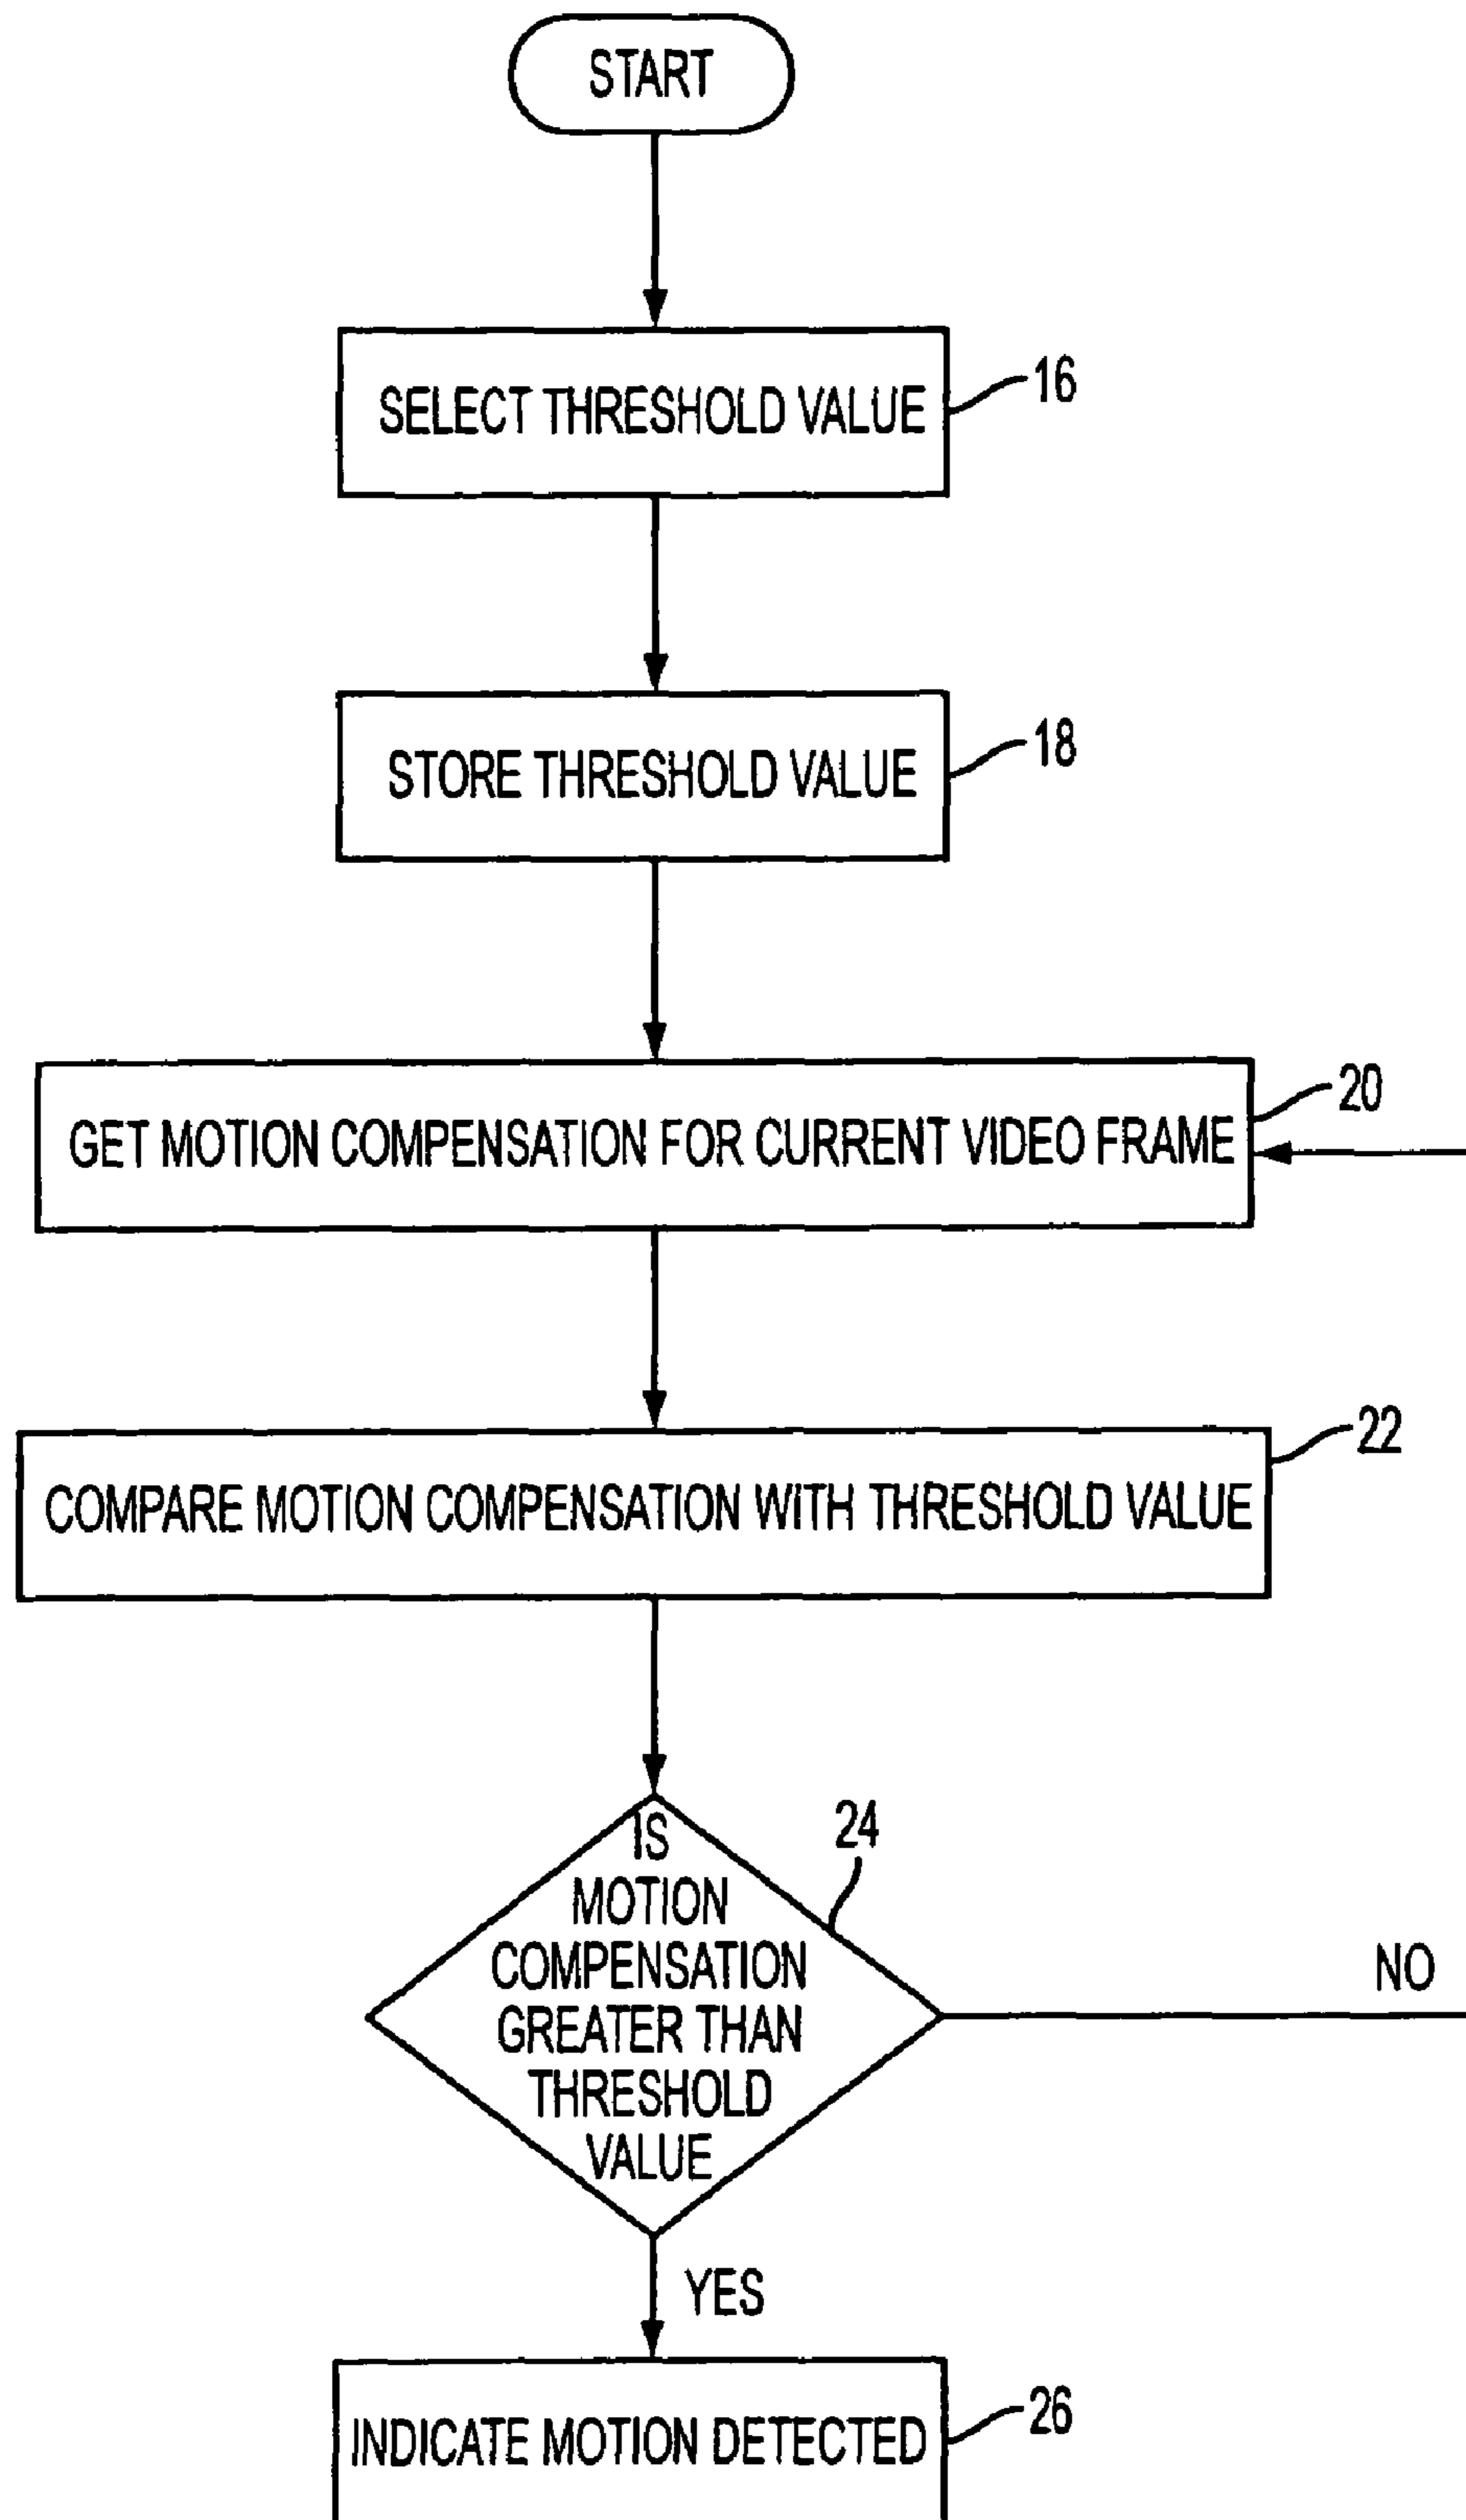 START
SELECT THRESHOLD VALUE
16
STORE THRESHOLD VALUE
18
GET MOTION COMPENSATION FOR CURRENT VIDEO FRAME
20
COMPARE MOTION COMPENSATION WITH THRESHOLD VALUE
22
IS
MOTION
COMPENSATION
GREATER THAN
THRESHOLD
VALUE
24
NO
YES
INDICATE MOTION DETECTED
26